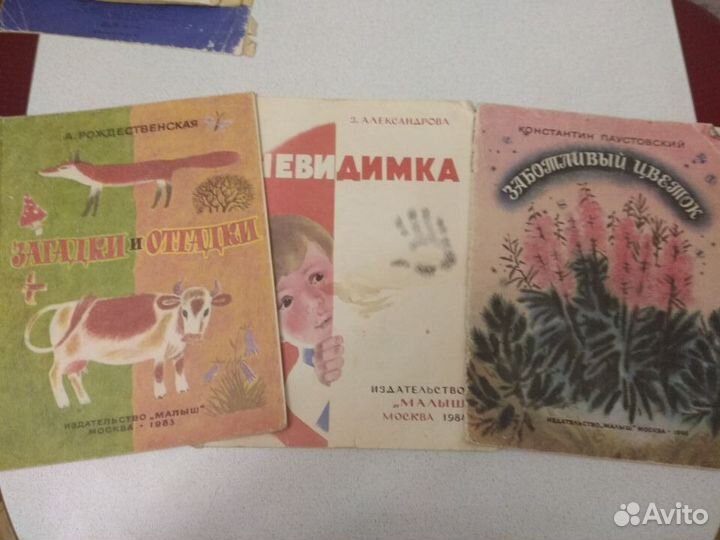 А. РОЖДЕСТВЕНСКАЯ
ЗАГАДКИ и ОТГАДКИ
ИЗДАТЕЛЬСТВО „МАЛЫШ"
МОСКВА • 1983
З. АЛЕКСАНДРОВА
НЕВИДИМКА
ИЗДАТЕЛЬСТВО
„МАЛЫШ
МОСКВА 198
КОНСТАНТИН ПАУСТОВСКИЙ
ЗАБОТЛИВЫЙ ЦВЕТОК
ИЗДАТЕЛЬСТВО „МАЛЫШ" МОСКВА
Avito